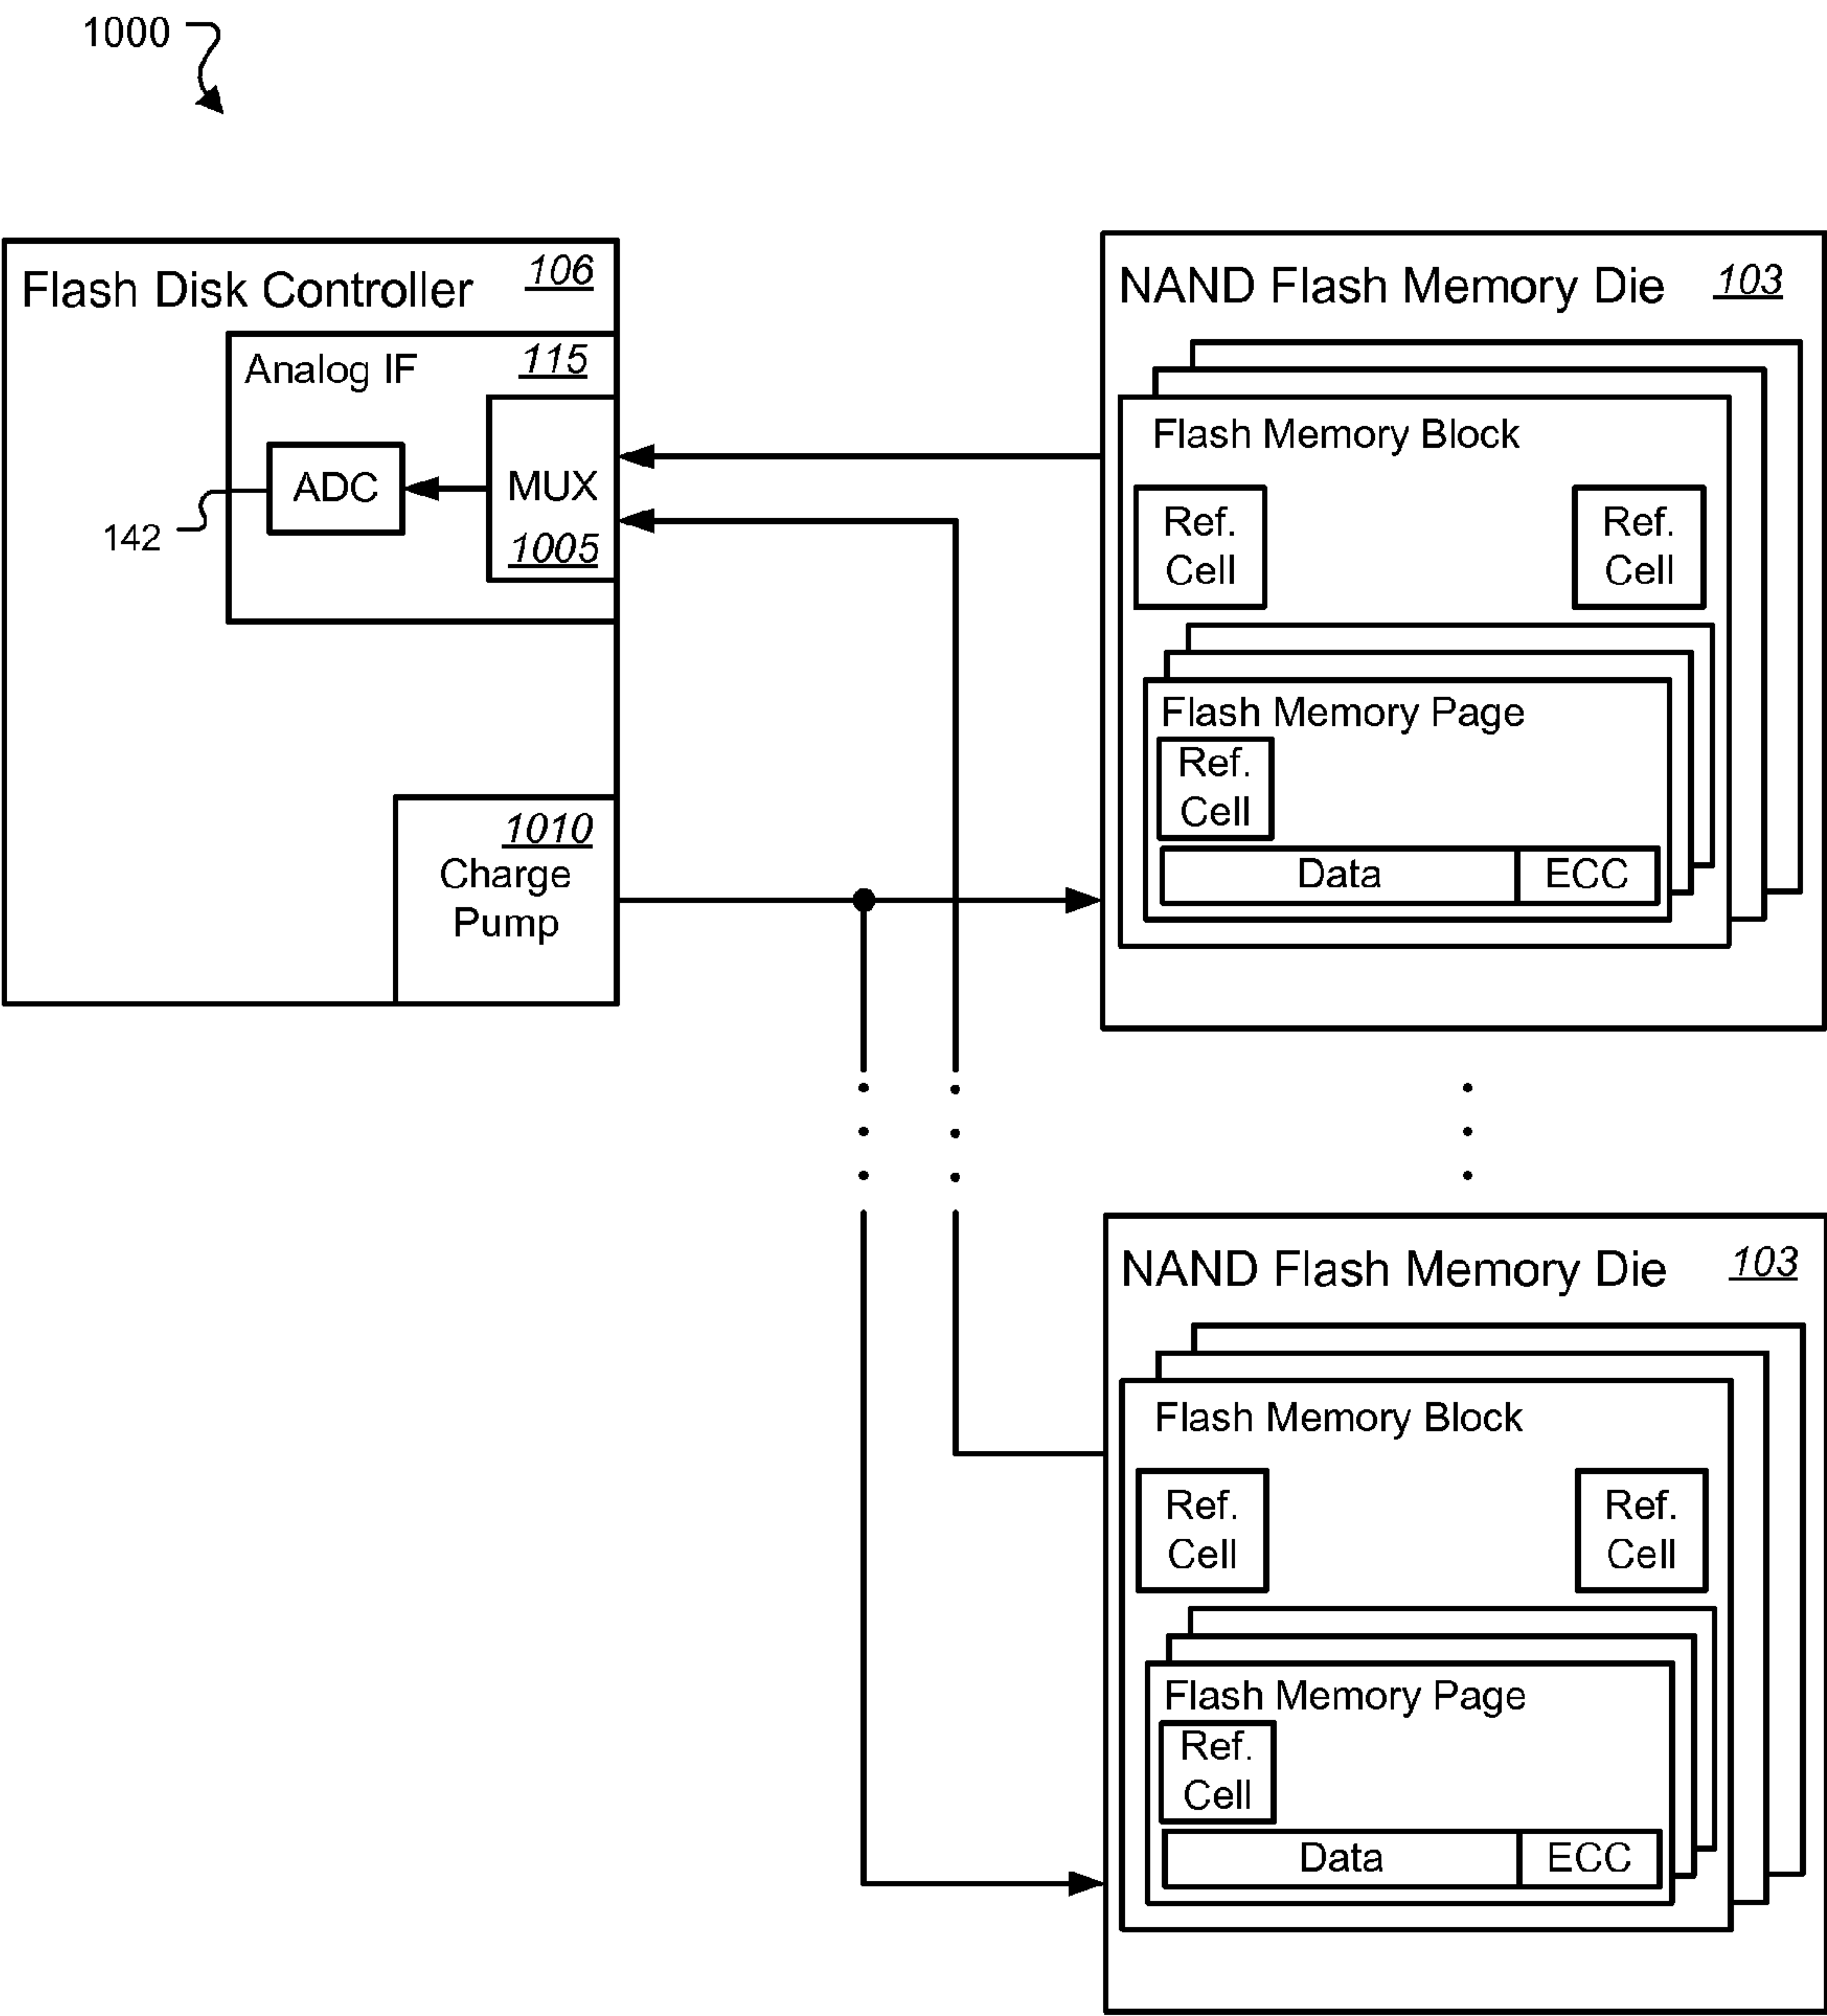 1000
Flash Disk Controller 106
Analog IF 115
ADC
MUX
1005
142
1010
Charge
Pump
NAND Flash Memory Die 103
Flash Memory Block
Ref.
Cell
Ref.
Cell
Flash Memory Page
Ref.
Cell
Data ECC
NAND Flash Memory Die 103
Flash Memory Block
Ref.
Cell
Ref.
Cell
Flash Memory Page
Ref.
Cell
Data ECC